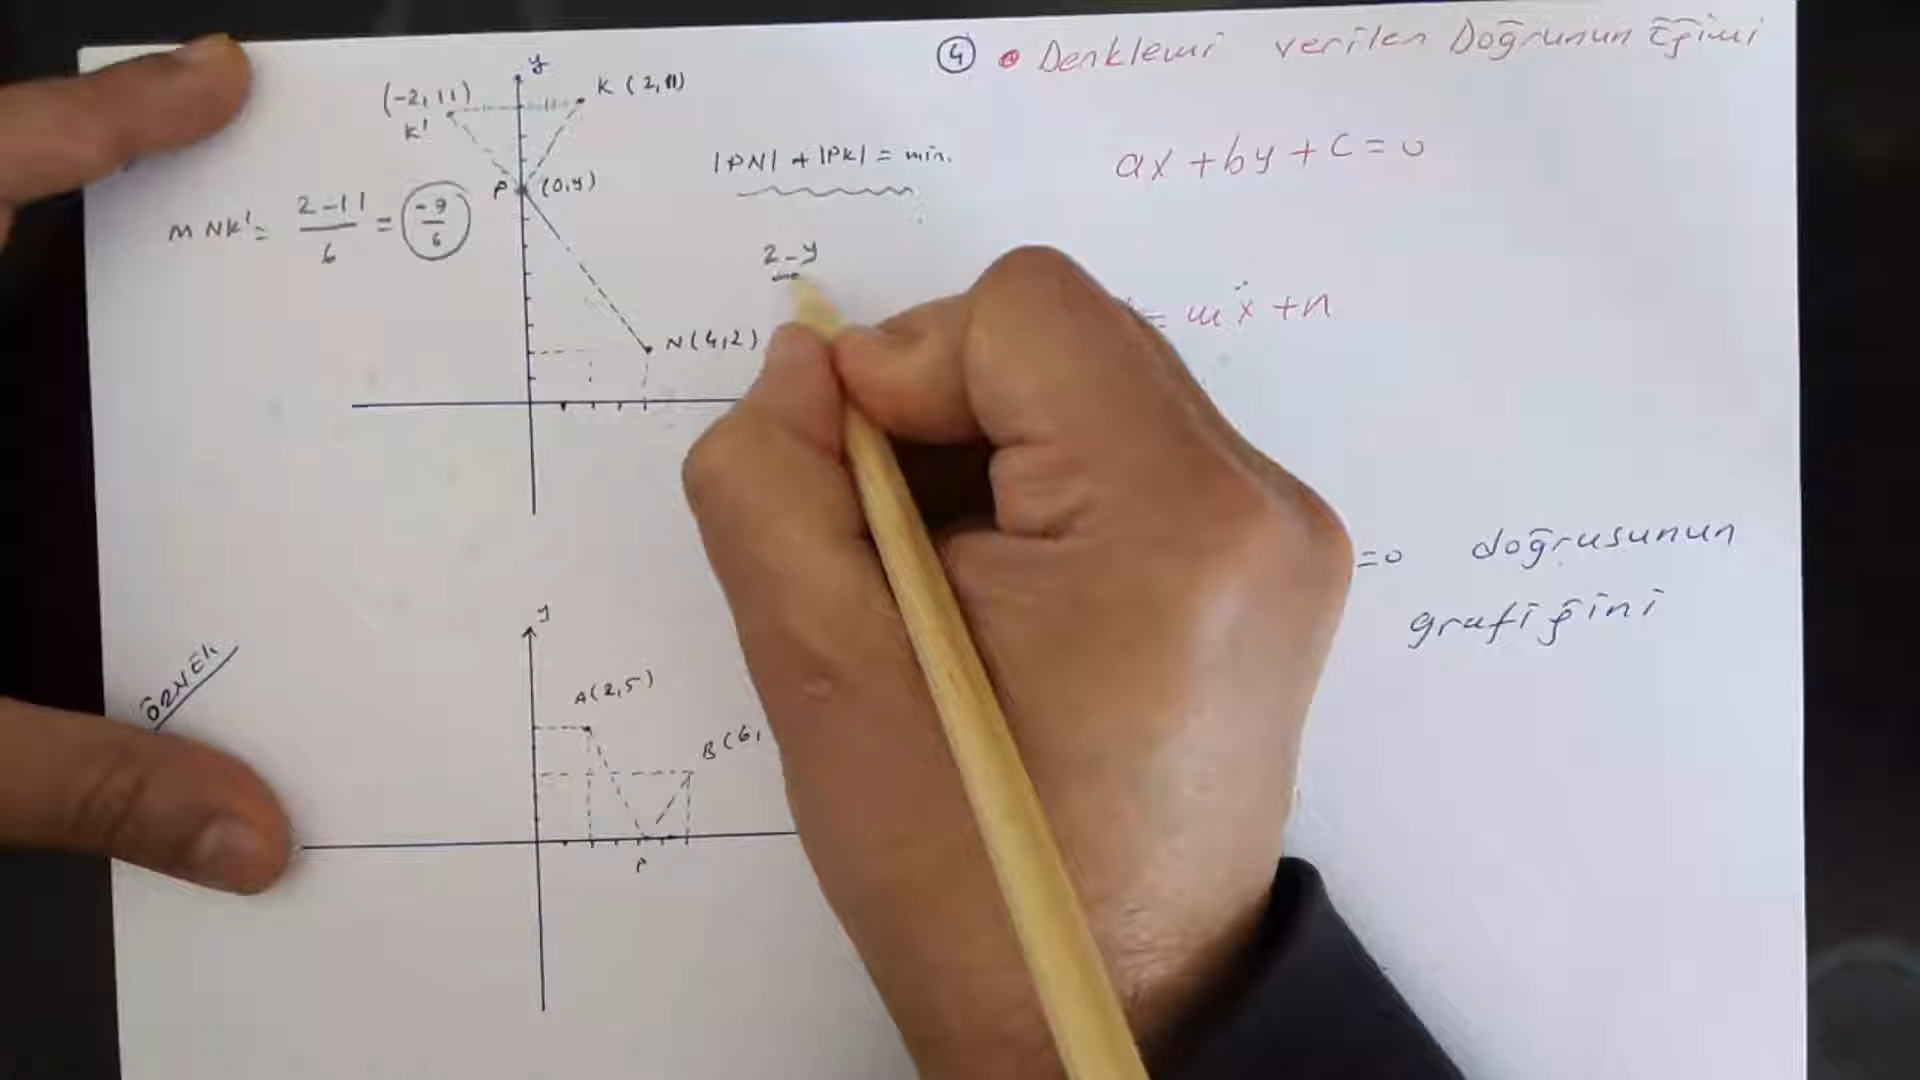 y
(-2,11)
K (2,11)
K'
P (0,y)
|PN| + |PK| = min.
m NK' = 2-11 / 6 = -9 / 6
2-y
N(4,2)
④ • Denklemi verilen Doğrunun Eğimi
ax + by + c = 0
= mx + n
=0 doğrusunun
grafiğini
ÖRNEK
y
A(2,5)
B(6,
P